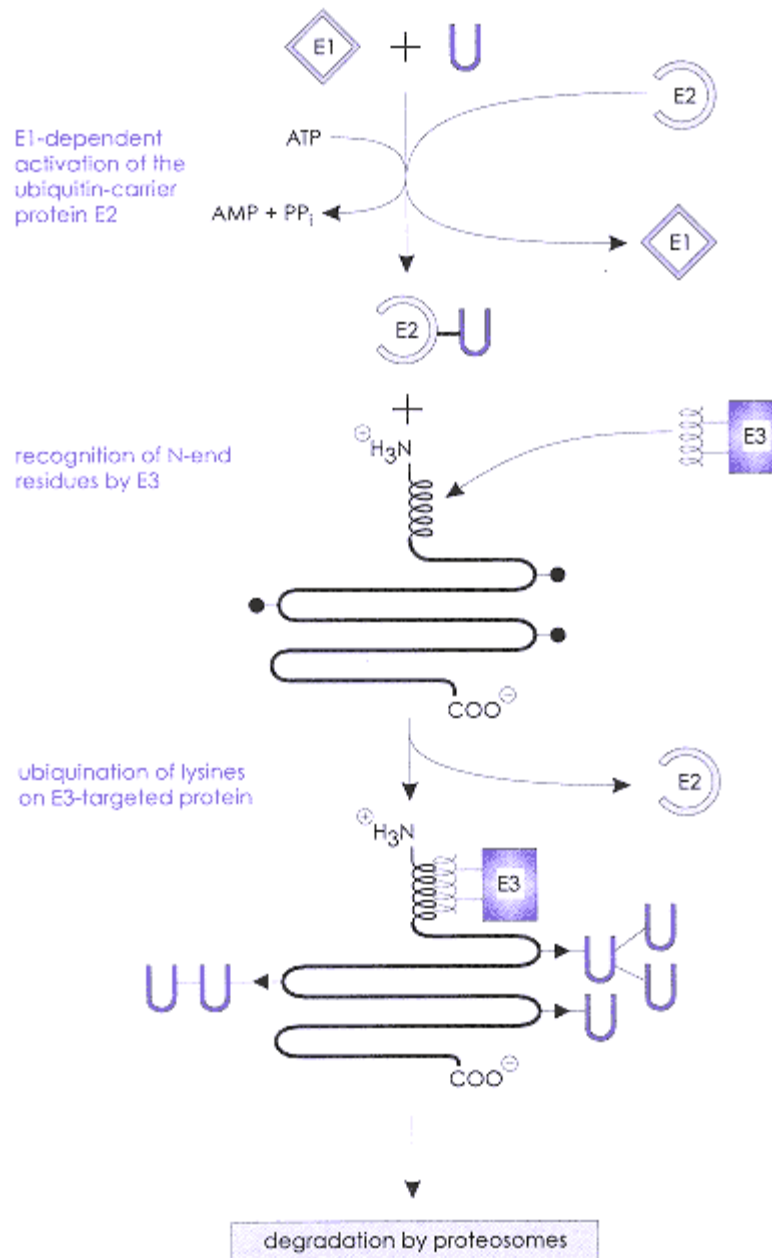 E1 + U
E2
E1-dependent
activation of the
ubiquitin-carrier
protein E2
ATP
AMP + PPi
E1
E2 U
+
⊖H3N
E3
recognition of N-end
residues by E3
COO⊖
ubiquination of lysines
on E3-targeted protein
E2
⊕H3N
E3
U
U U U
U U
COO⊖
degradation by proteosomes